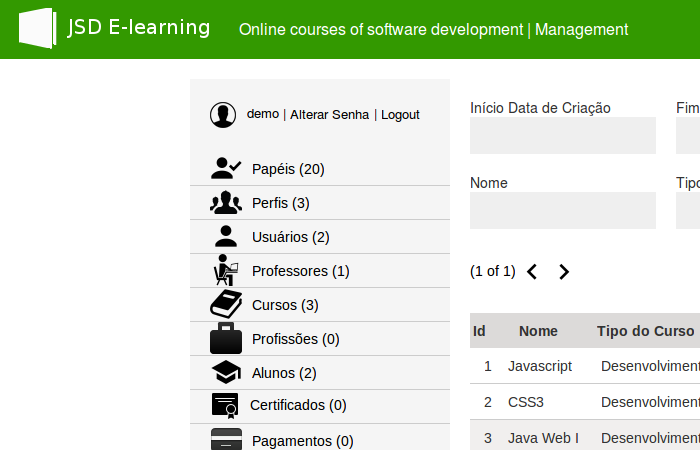 JSD E-learning
Online courses of software development | Management
demo | Alterar Senha | Logout
Papéis (20)
Perfis (3)
Usuários (2)
Professores (1)
Cursos (3)
Profissões (0)
Alunos (2)
Certificados (0)
Pagamentos (0)
Início Data de Criação Fim
Nome Tipo
(1 of 1)
Id Nome Tipo do Curso
1 Javascript Desenvolviment
2 CSS3 Desenvolviment
3 Java Web I Desenvolviment